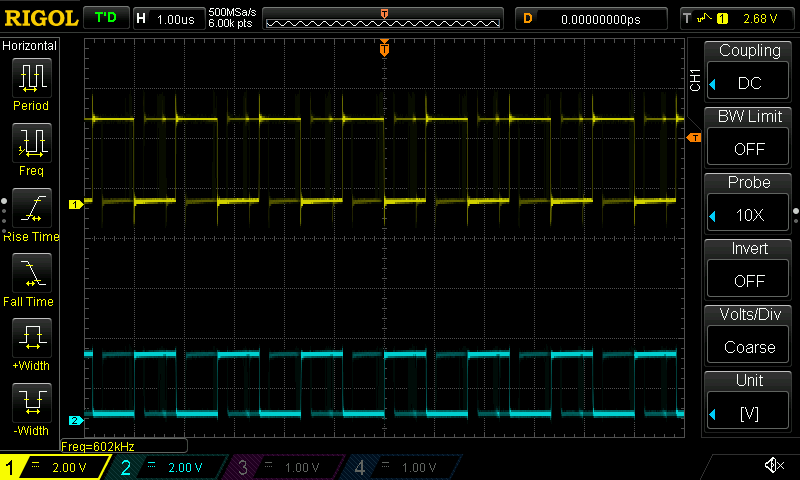 RIGOL T'D H 1.00us 500MSa/s 6.00k pts T D 0.00000000ps T 1 2.68 V
Horizontal
Period
Freq
Rise Time
Fall Time
+Width
-Width
T
1
2
T
CH1
Coupling
DC
BW Limit
OFF
Probe
10X
Invert
OFF
Volts/Div
Coarse
Unit
[V]
Freq=602kHz
1 = 2.00 V 2 = 2.00 V 3 = 1.00 V 4 = 1.00 V